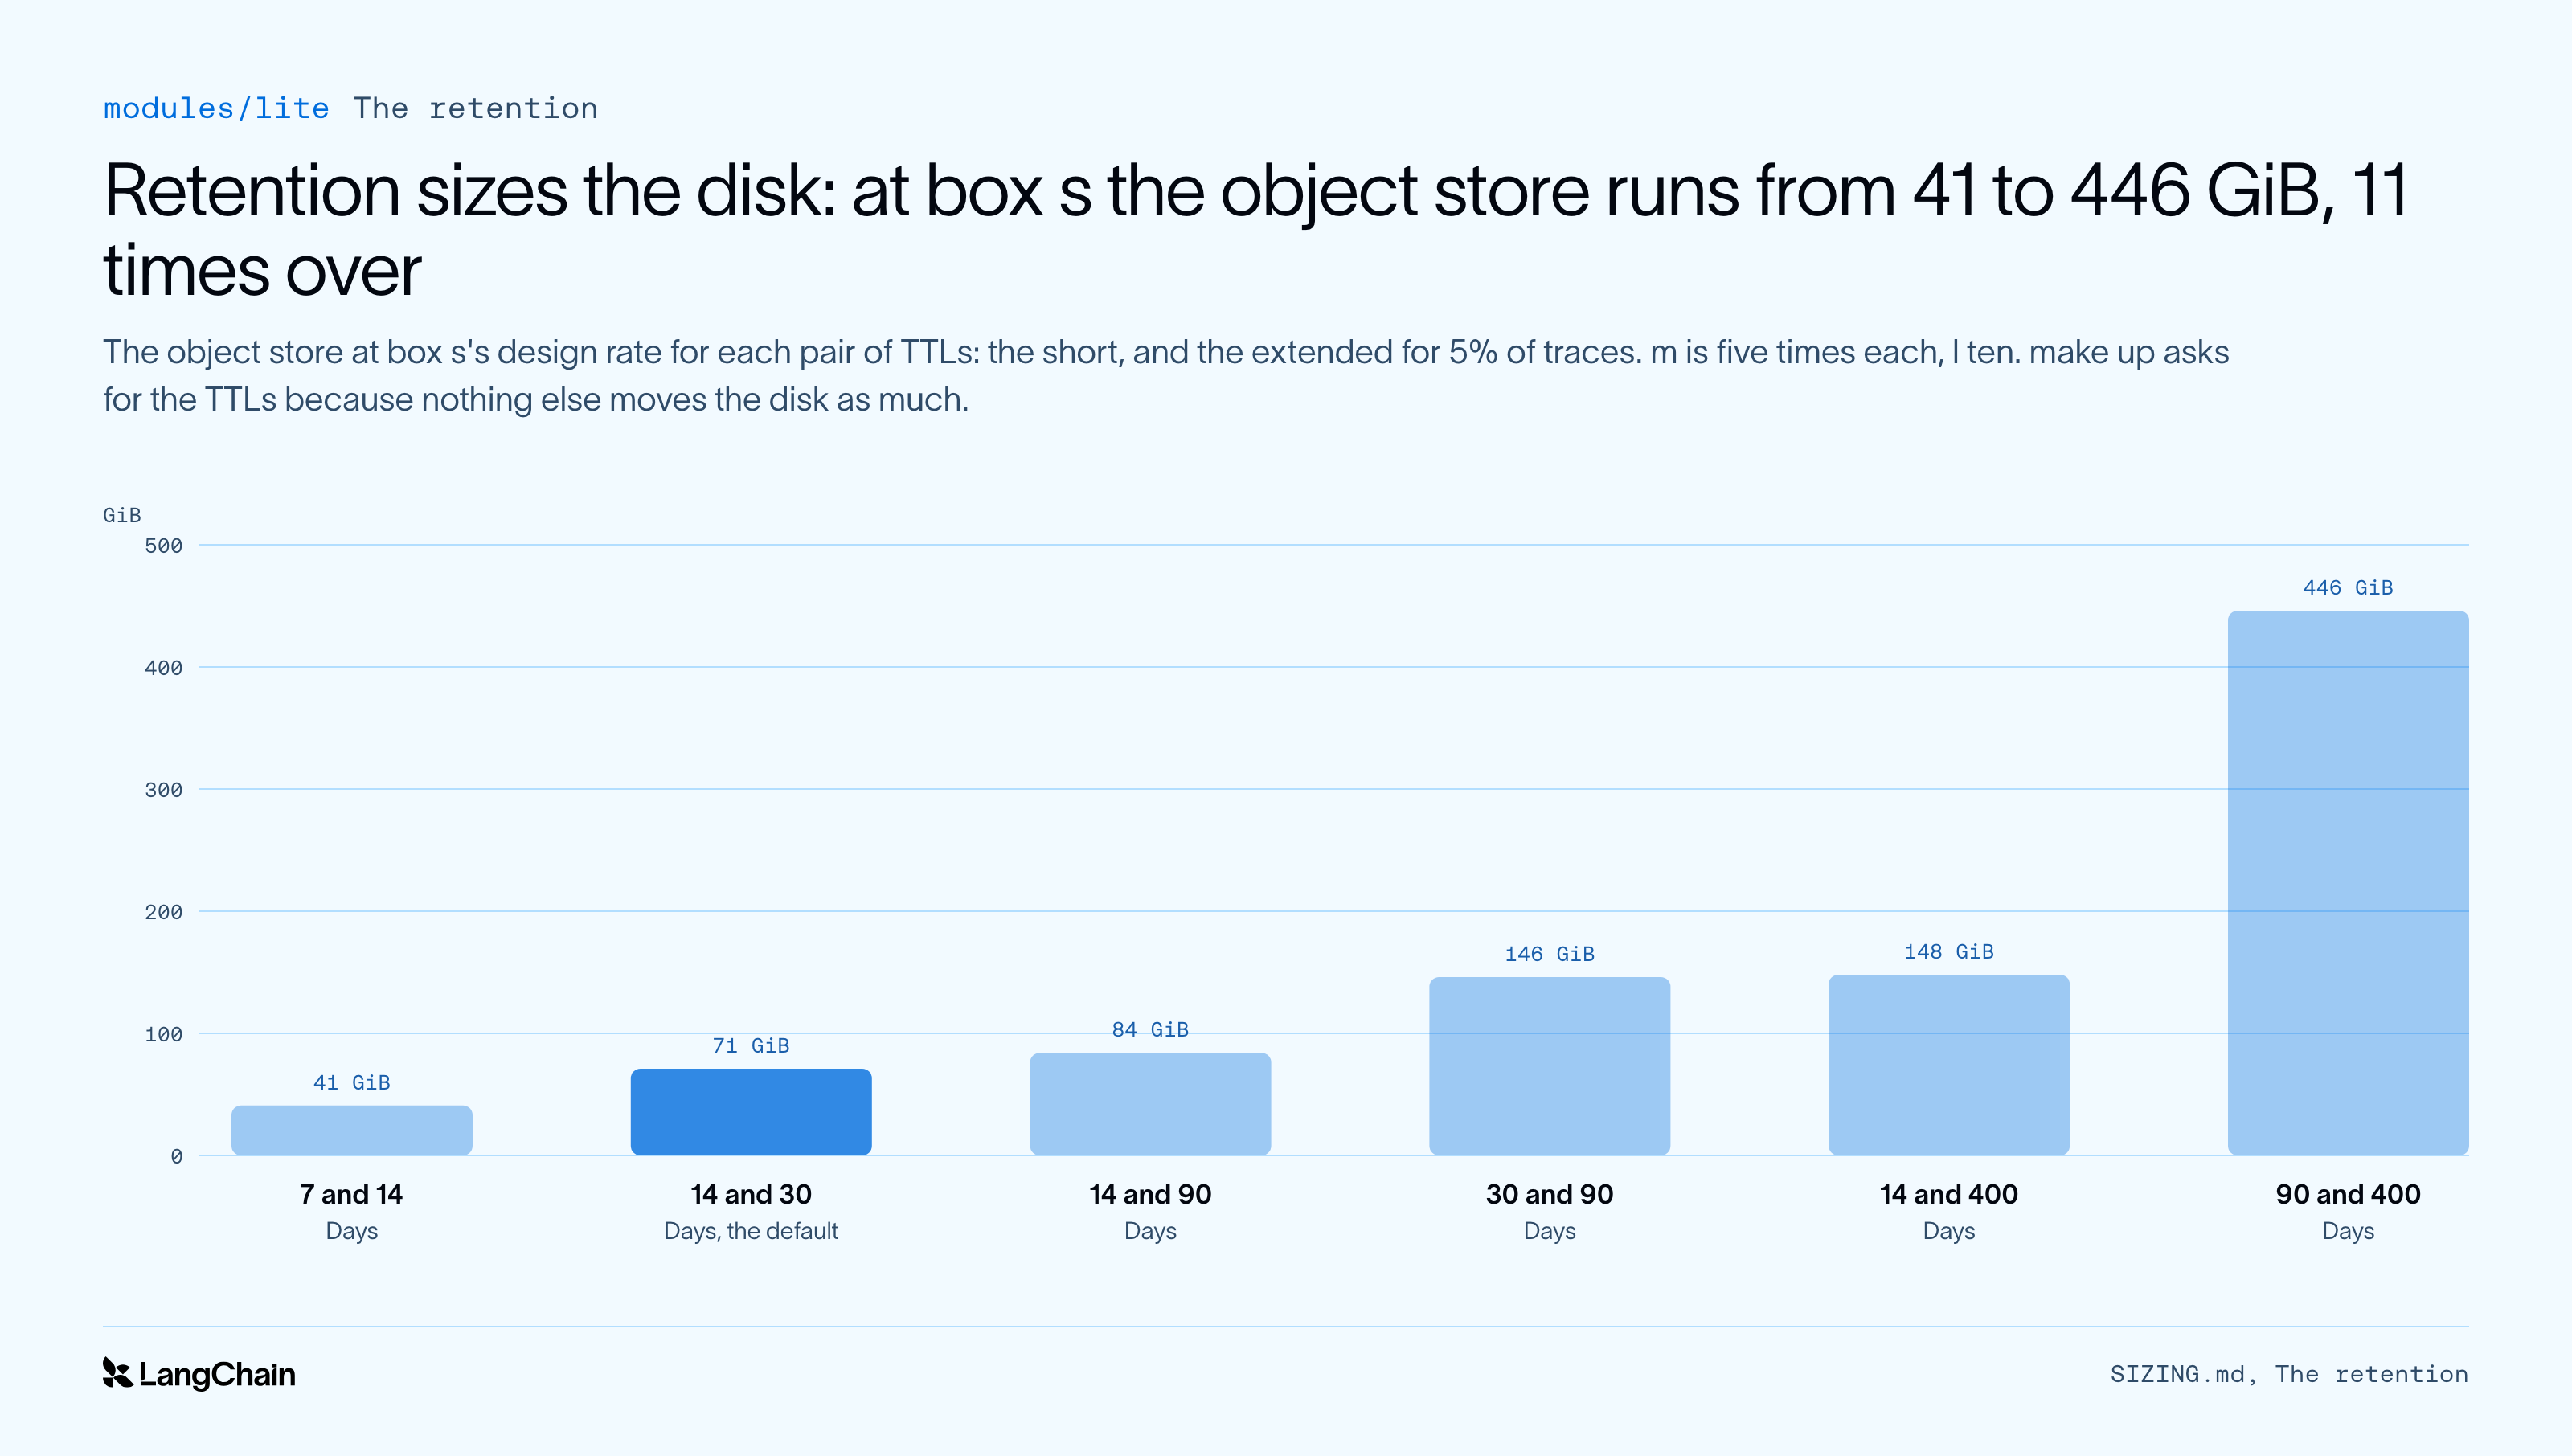 modules/lite The retention
Retention sizes the disk: at box s the object store runs from 41 to 446 GiB, 11
times over
The object store at box s's design rate for each pair of TTLs: the short, and the extended for 5% of traces. m is five times each, l ten. make up asks
for the TTLs because nothing else moves the disk as much.
GiB
500
400
300
200
100
0
41 GiB
71 GiB
84 GiB
146 GiB
148 GiB
446 GiB
7 and 14
Days
14 and 30
Days, the default
14 and 90
Days
30 and 90
Days
14 and 400
Days
90 and 400
Days
LangChain
SIZING.md, The retention